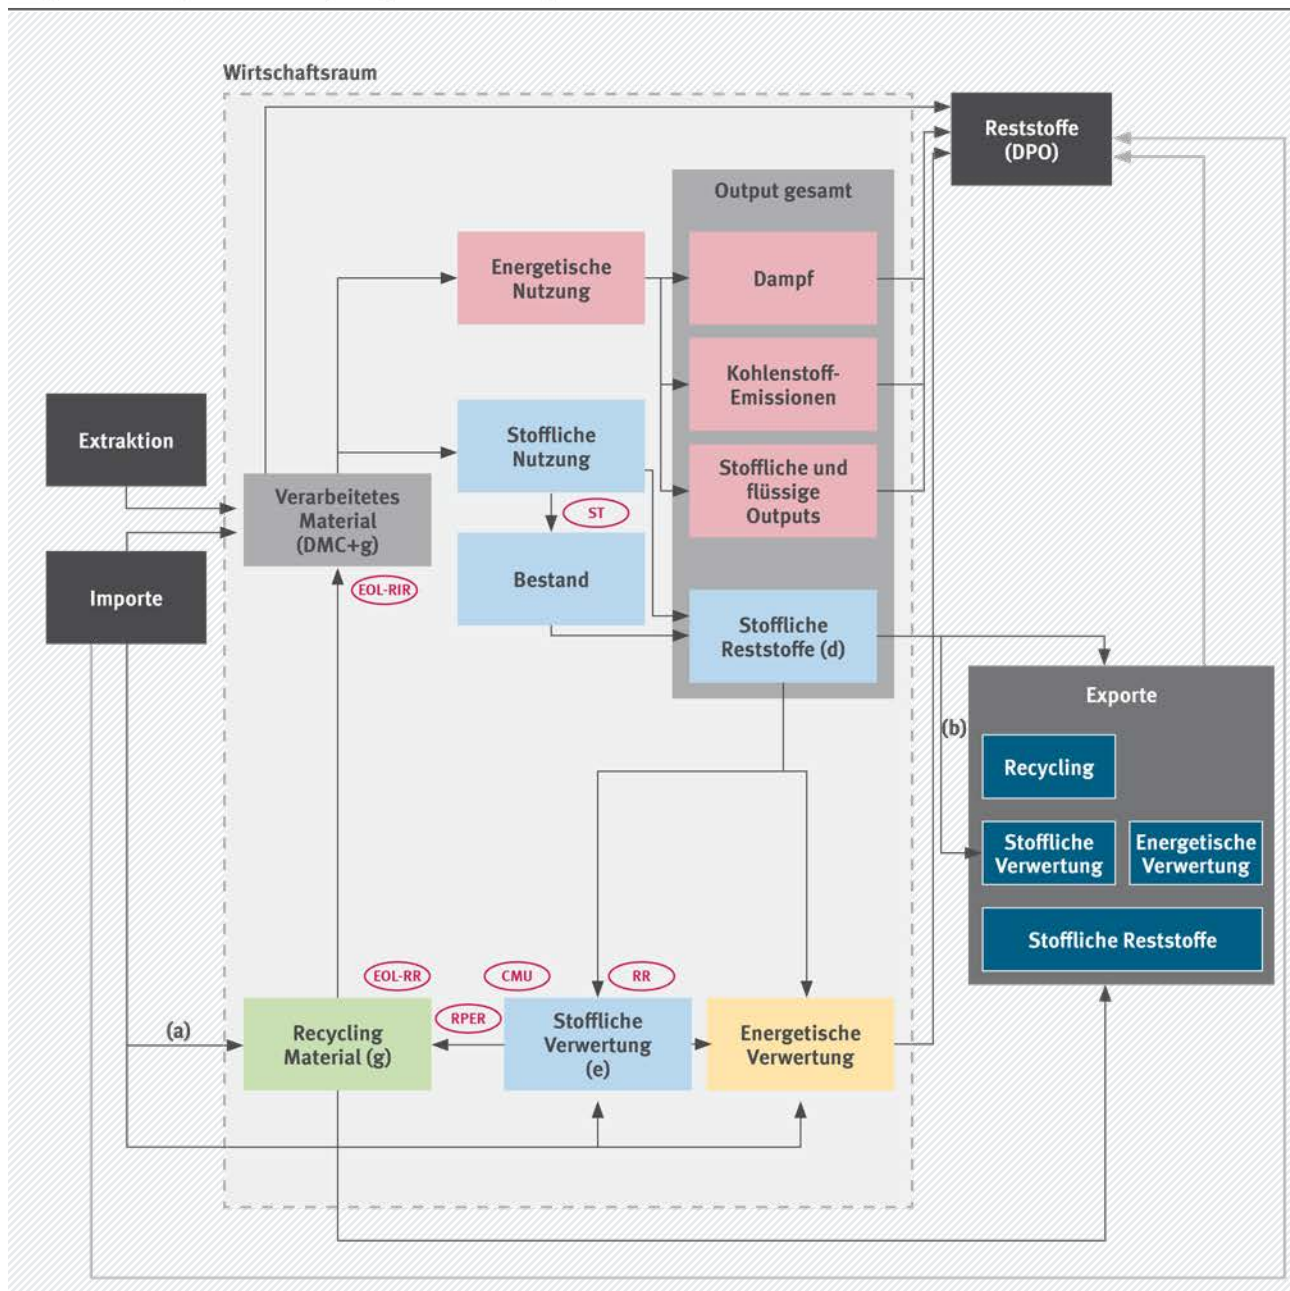 Wirtschaftsraum
Reststoffe
(DPO)
Output gesamt
Energetische
Nutzung
Dampf
Kohlenstoff-
Emissionen
Extraktion
Stoffliche
Nutzung
Stoffliche und
flüssige
Outputs
Verarbeitetes
Material
(DMC+g)
ST
Importe
EOL-RIR
Bestand
Stoffliche
Reststoffe (d)
Exporte
(b)
Recycling
Stoffliche
Verwertung
Energetische
Verwertung
Stoffliche Reststoffe
EOL-RR
CMU
RR
RPER
(a)
Recycling
Material (g)
Stoffliche
Verwertung
(e)
Energetische
Verwertung